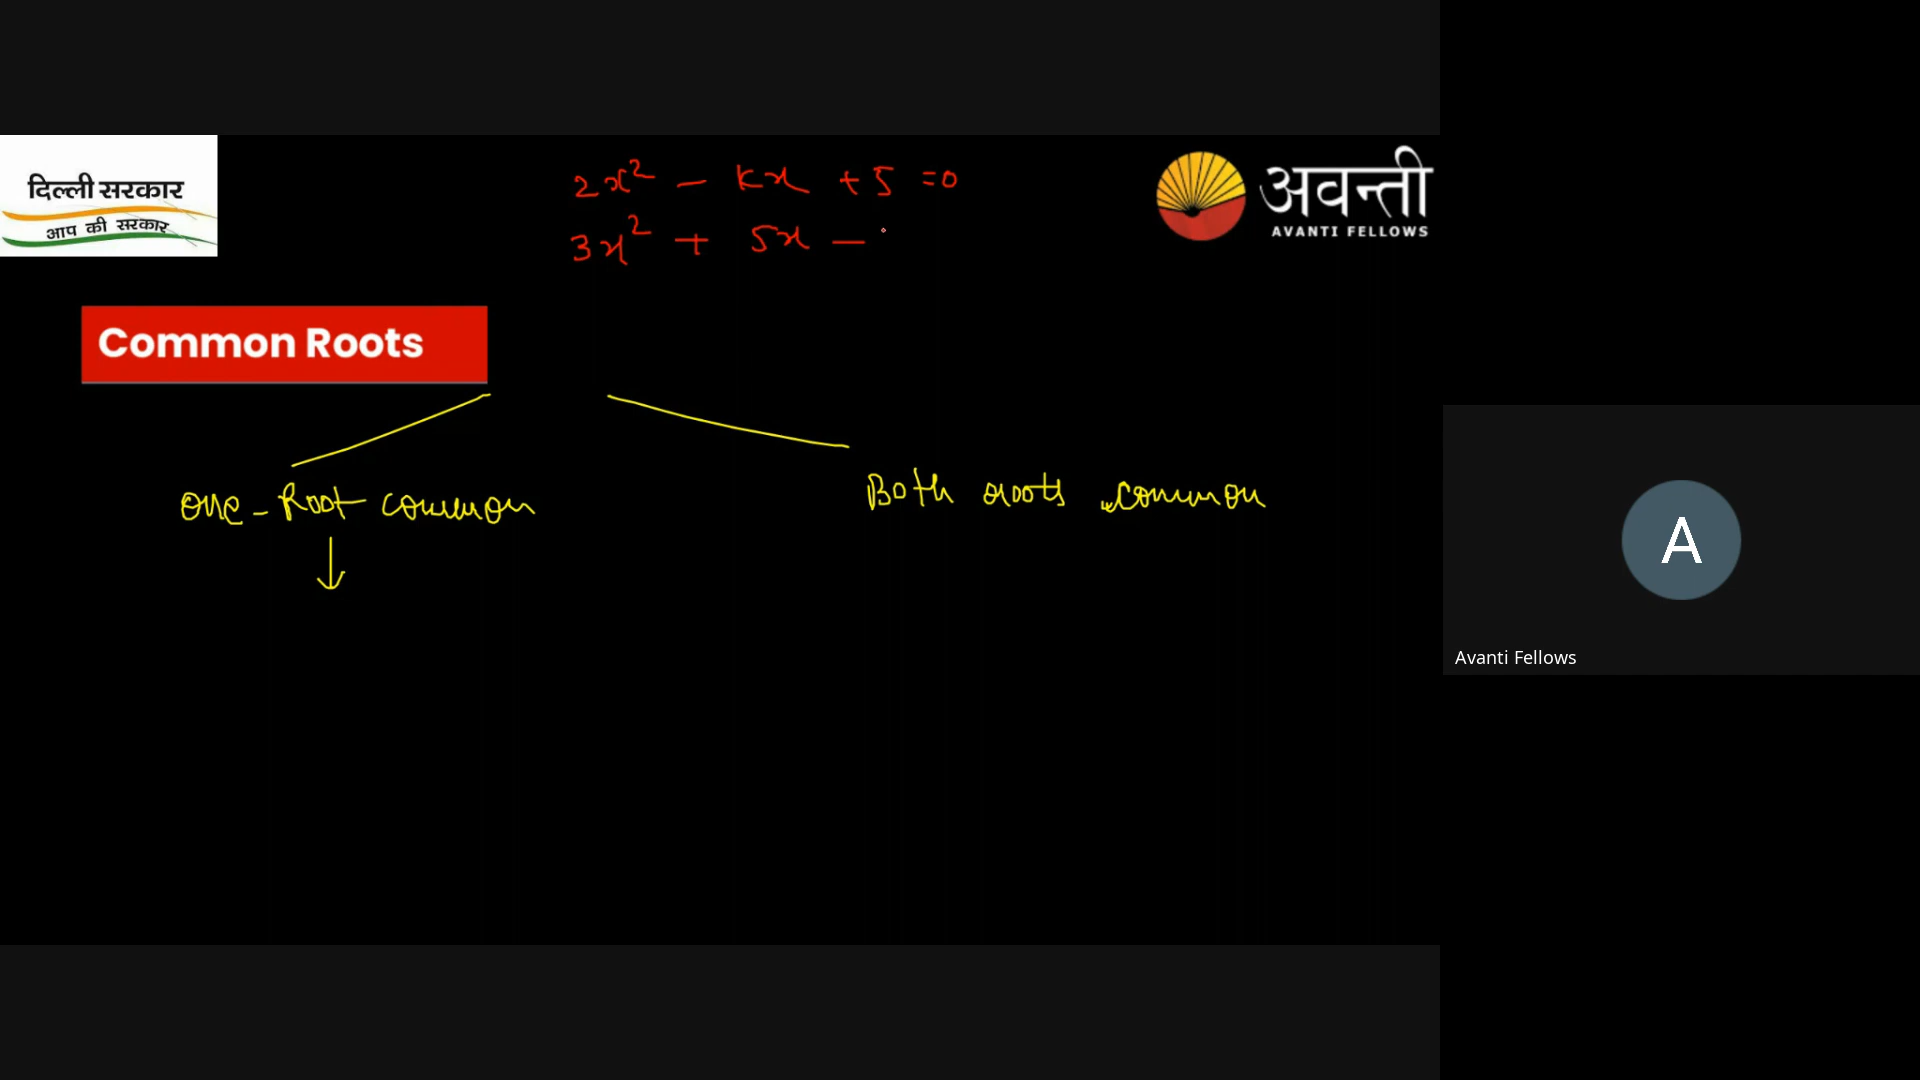 दिल्ली सरकार
आप की सरकार
2x² - kx + 5 = 0
3x² + 5x -
अवन्ती
AVANTI FELLOWS
Common Roots
One - Root common
Both roots common
A
Avanti Fellows